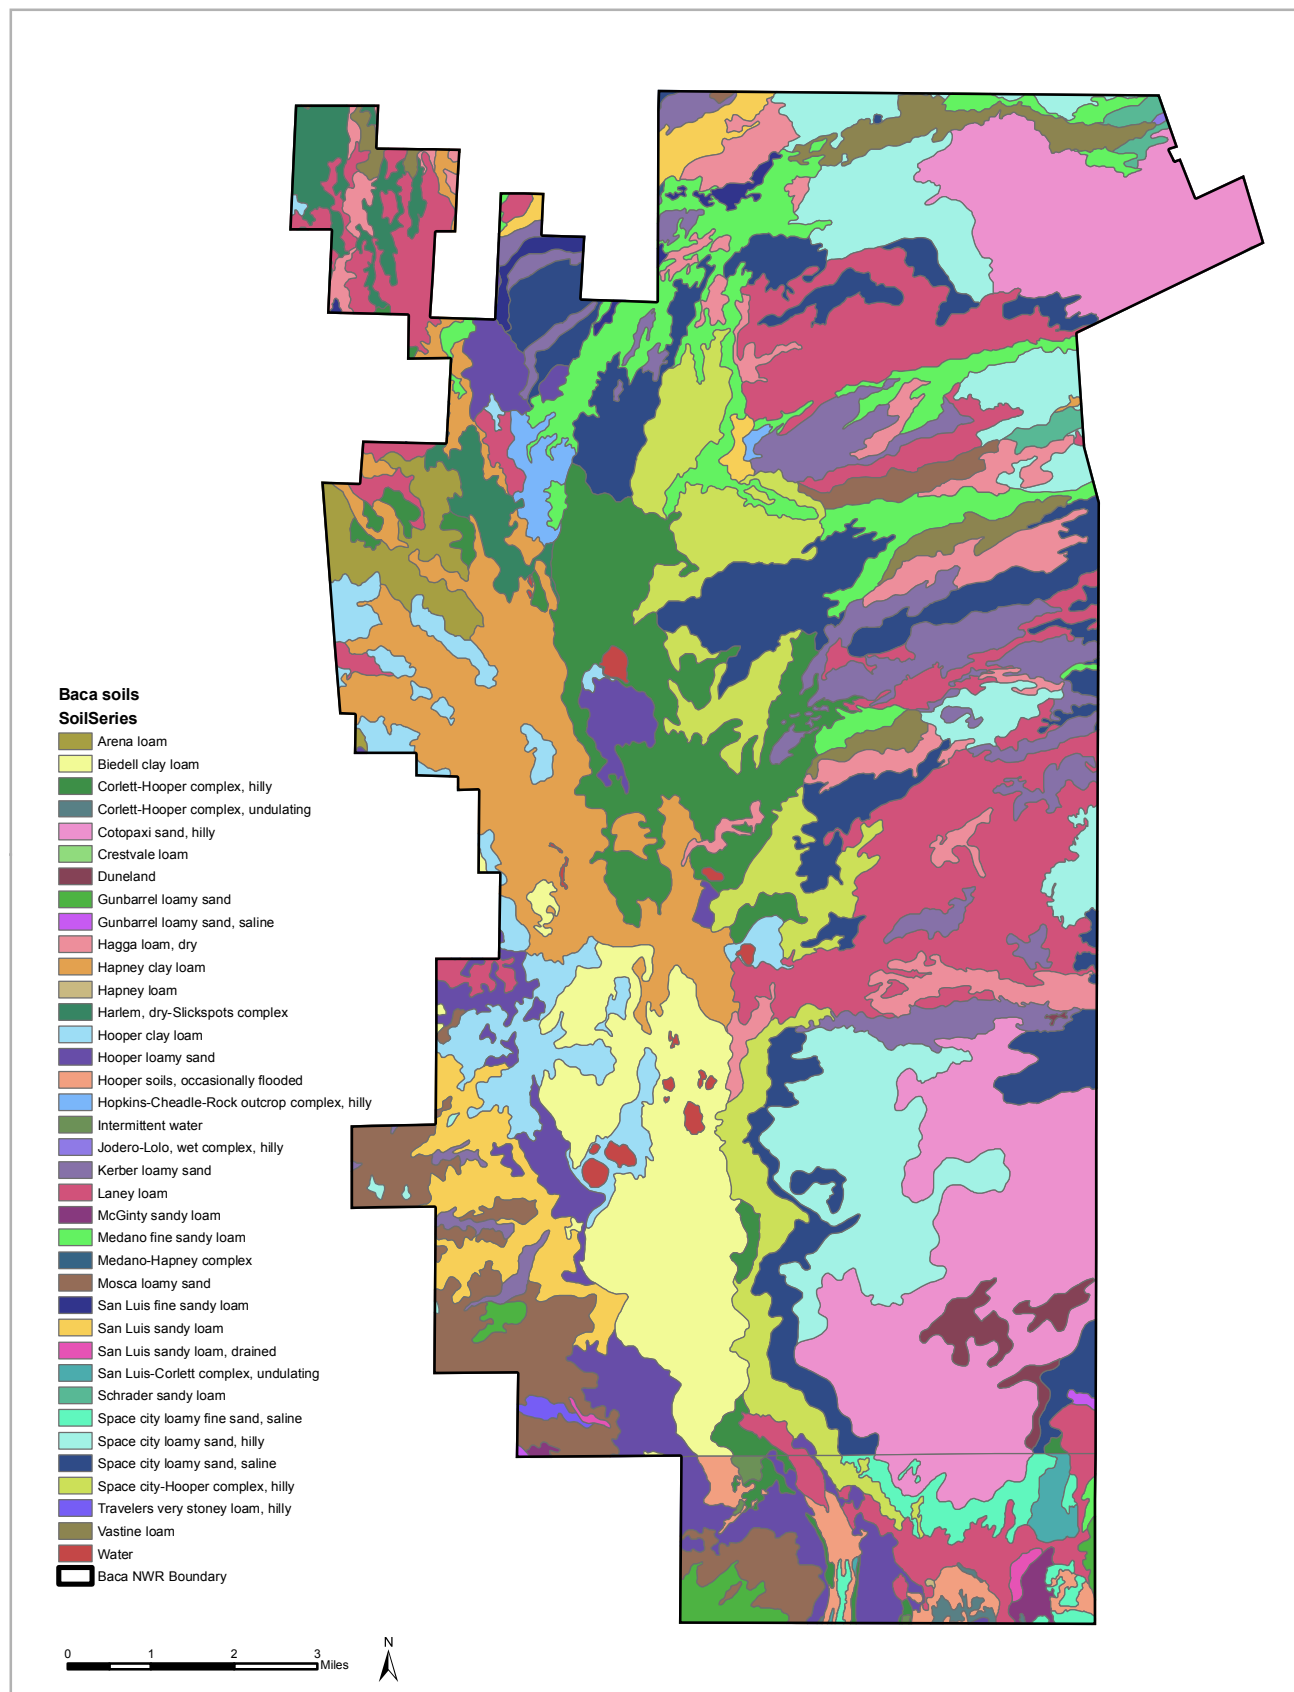 Baca soils
SoilSeries
Arena loam
Biedell clay loam
Corlett-Hooper complex, hilly
Corlett-Hooper complex, undulating
Cotopaxi sand, hilly
Crestvale loam
Duneland
Gunbarrel loamy sand
Gunbarrel loamy sand, saline
Hagga loam, dry
Hapney clay loam
Hapney loam
Harlem, dry-Slickspots complex
Hooper clay loam
Hooper loamy sand
Hooper soils, occasionally flooded
Hopkins-Cheadle-Rock outcrop complex, hilly
Intermittent water
Jodero-Lolo, wet complex, hilly
Kerber loamy sand
Laney loam
McGinty sandy loam
Medano fine sandy loam
Medano-Hapney complex
Mosca loamy sand
San Luis fine sandy loam
San Luis sandy loam
San Luis sandy loam, drained
San Luis-Corlett complex, undulating
Schrader sandy loam
Space city loamy fine sand, saline
Space city loamy sand, hilly
Space city loamy sand, saline
Space city-Hooper complex, hilly
Travelers very stoney loam, hilly
Vastine loam
Water
Baca NWR Boundary
0 1 2 3
Miles
N